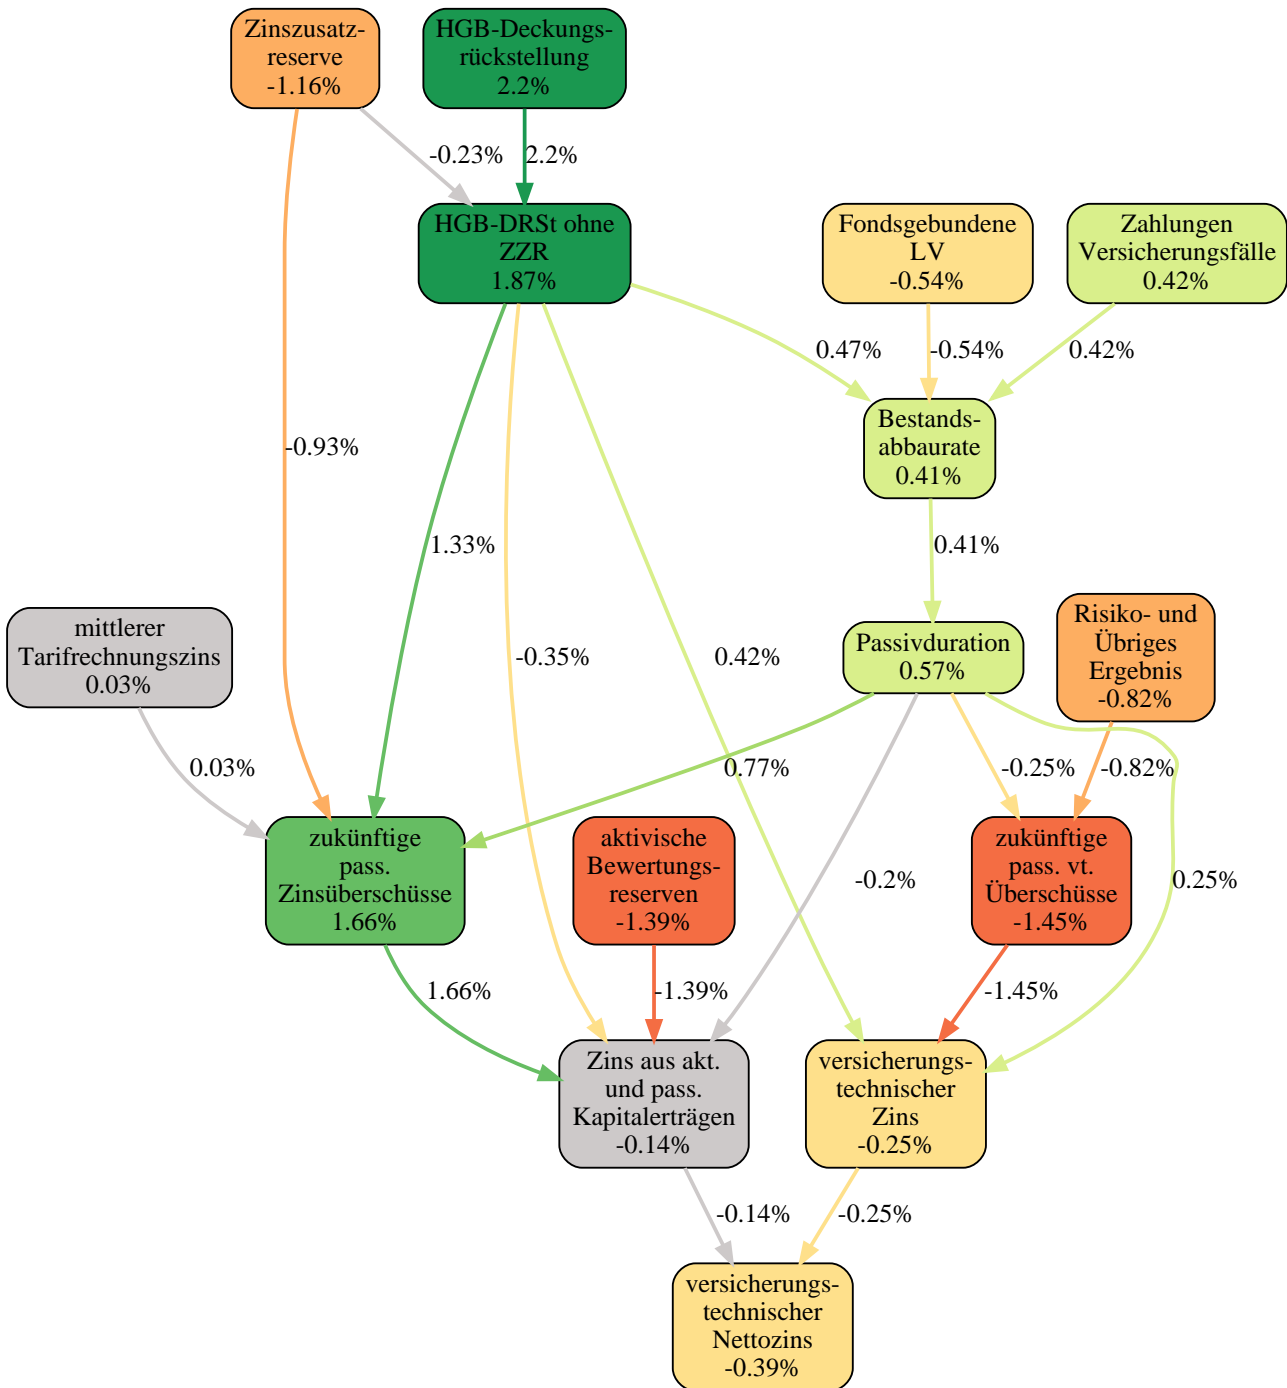 Zinszusatz-
reserve
-1.16%
HGB-Deckungs-
rückstellung
2.2%
-0.23%
2.2%
HGB-DRSt ohne
ZZR
1.87%
Fondsgebundene
LV
-0.54%
Zahlungen
Versicherungsfälle
0.42%
0.47%
-0.54%
0.42%
Bestands-
abbaurate
0.41%
-0.93%
1.33%
0.41%
mittlerer
Tarifrechnungszins
0.03%
-0.35%
0.42%
Passivduration
0.57%
Risiko- und
Übriges
Ergebnis
-0.82%
0.03%
0.77%
-0.25%
-0.82%
zukünftige
pass.
Zinsüberschüsse
1.66%
aktivische
Bewertungs-
reserven
-1.39%
-0.2%
zukünftige
pass. vt.
Überschüsse
-1.45%
0.25%
1.66%
-1.39%
-1.45%
Zins aus akt.
und pass.
Kapitalerträgen
-0.14%
versicherungs-
technischer
Zins
-0.25%
-0.14%
-0.25%
versicherungs-
technischer
Nettozins
-0.39%